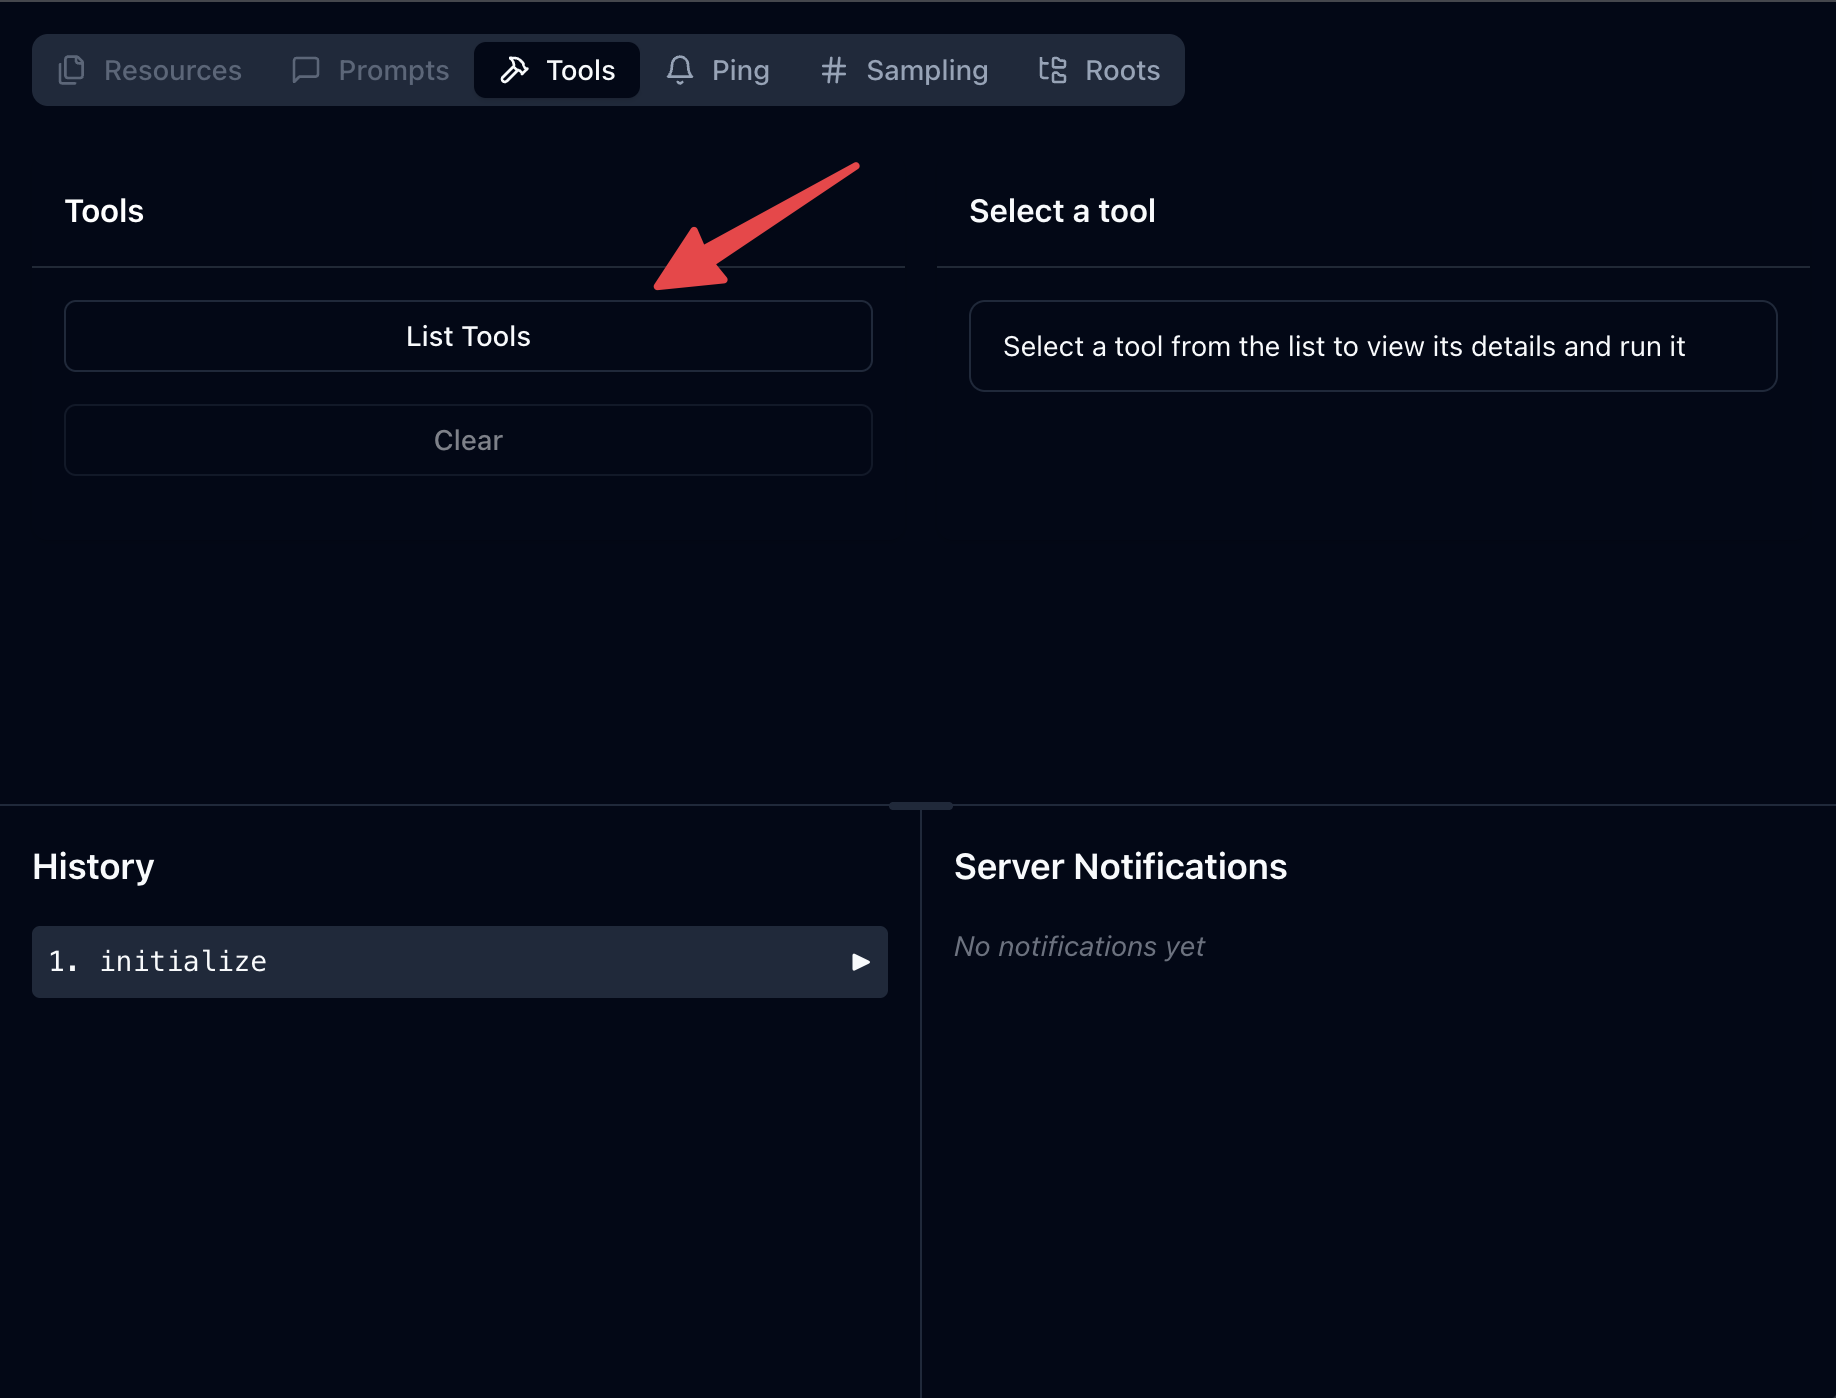 Resources Prompts Tools Ping Sampling Roots
Tools
List Tools
Clear
Select a tool
Select a tool from the list to view its details and run it
History
1. initialize
Server Notifications
No notifications yet